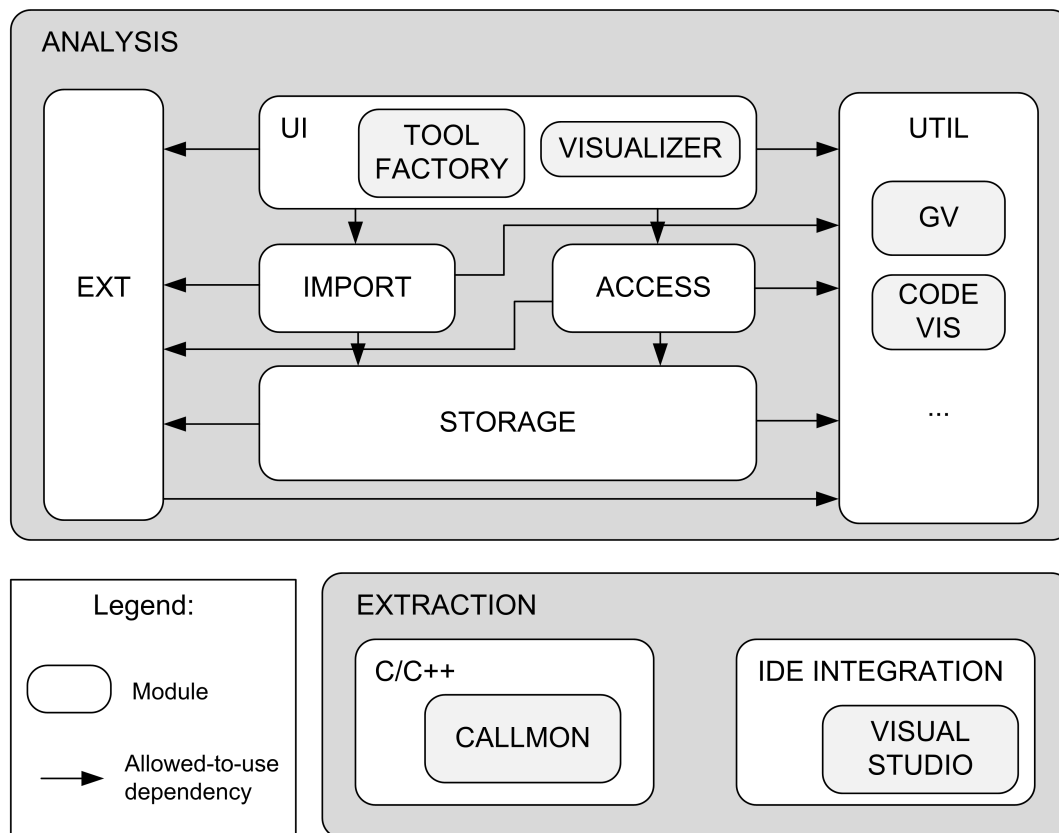 ANALYSIS
UI
TOOL
FACTORY
VISUALIZER
UTIL
GV
EXT
IMPORT
ACCESS
CODE
VIS
STORAGE
...
Legend:
Module
Allowed-to-use
dependency
EXTRACTION
C/C++
CALLMON
IDE INTEGRATION
VISUAL
STUDIO